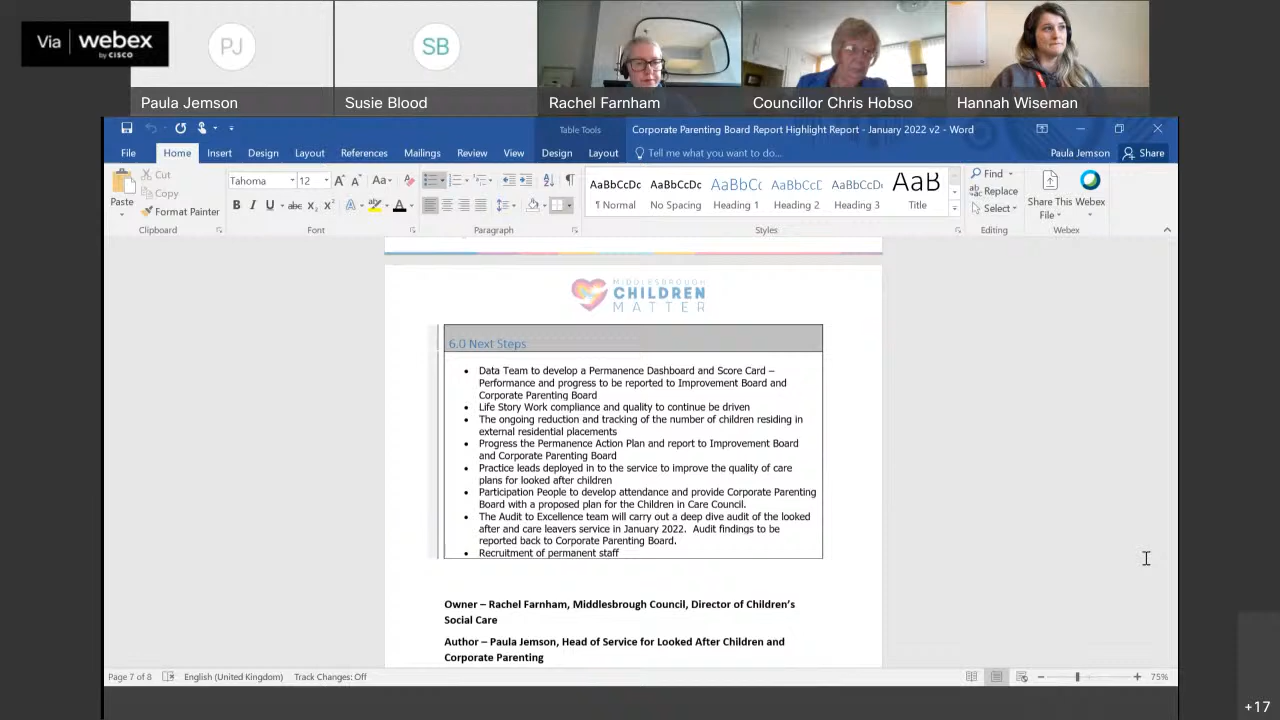 Via webex
by CISCO
PJ
SB
Paula Jemson
Susie Blood
Rachel Farnham
Councillor Chris Hobso
Hannah Wiseman
Table Tools
Corporate Parenting Board Report Highlight Report - January 2022 v2 - Word
File Home Insert Design Layout References Mailings Review View Design Layout Tell me what you want to do... Paula Jemson Share
Paste
Cut
Copy
Format Painter
Clipboard
Tahoma 12
Font
Paragraph
AaBbCcDc AaBbCcDc AaBbC AaBbCcC AaBbCcD AaB
¶ Normal No Spacing Heading 1 Heading 2 Heading 3 Title
Styles
Find
Replace
Select
Editing
Share This Webex
File
Webex
MIDDLESBROUGH
CHILDREN
MATTER
6.0 Next Steps
• Data Team to develop a Permanence Dashboard and Score Card –
Performance and progress to be reported to Improvement Board and
Corporate Parenting Board
• Life Story Work compliance and quality to continue be driven
• The ongoing reduction and tracking of the number of children residing in
external residential placements
• Progress the Permanence Action Plan and report to Improvement Board
and Corporate Parenting Board
• Practice leads deployed in to the service to improve the quality of care
plans for looked after children
• Participation People to develop attendance and provide Corporate Parenting
Board with a proposed plan for the Children in Care Council.
• The Audit to Excellence team will carry out a deep dive audit of the looked
after and care leavers service in January 2022. Audit findings to be
reported back to Corporate Parenting Board.
• Recruitment of permanent staff
Owner – Rachel Farnham, Middlesbrough Council, Director of Children's
Social Care
Author – Paula Jemson, Head of Service for Looked After Children and
Corporate Parenting
Page 7 of 8 English (United Kingdom) Track Changes: Off 75%
+17